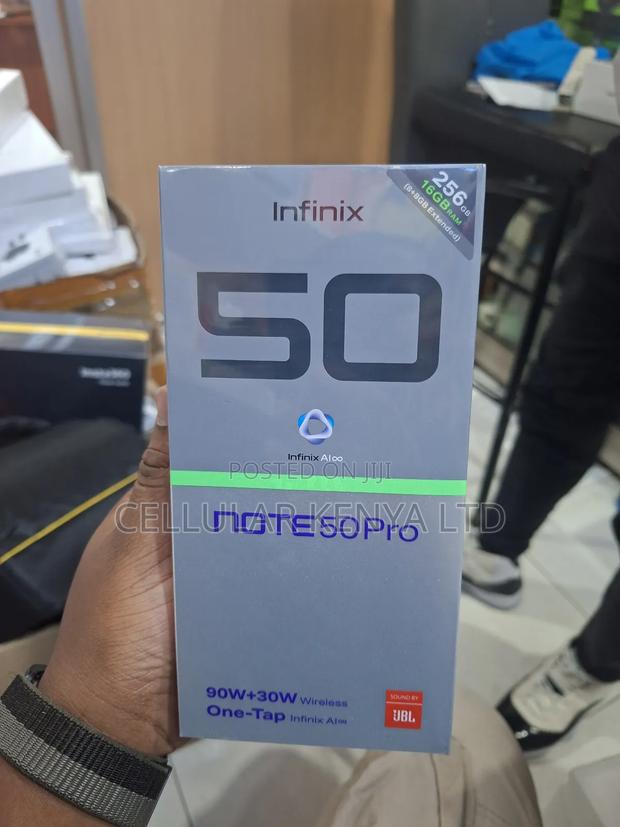 256GB
16GB RAM
(8+8GB Extended)
Infinix
50
Infinix AI∞
POSTED ON JIJI
CELLULAR KENYA LTD
NOTE 50 Pro
90W+30W Wireless
One-Tap Infinix AI∞
SOUND BY
JBL
Insta360